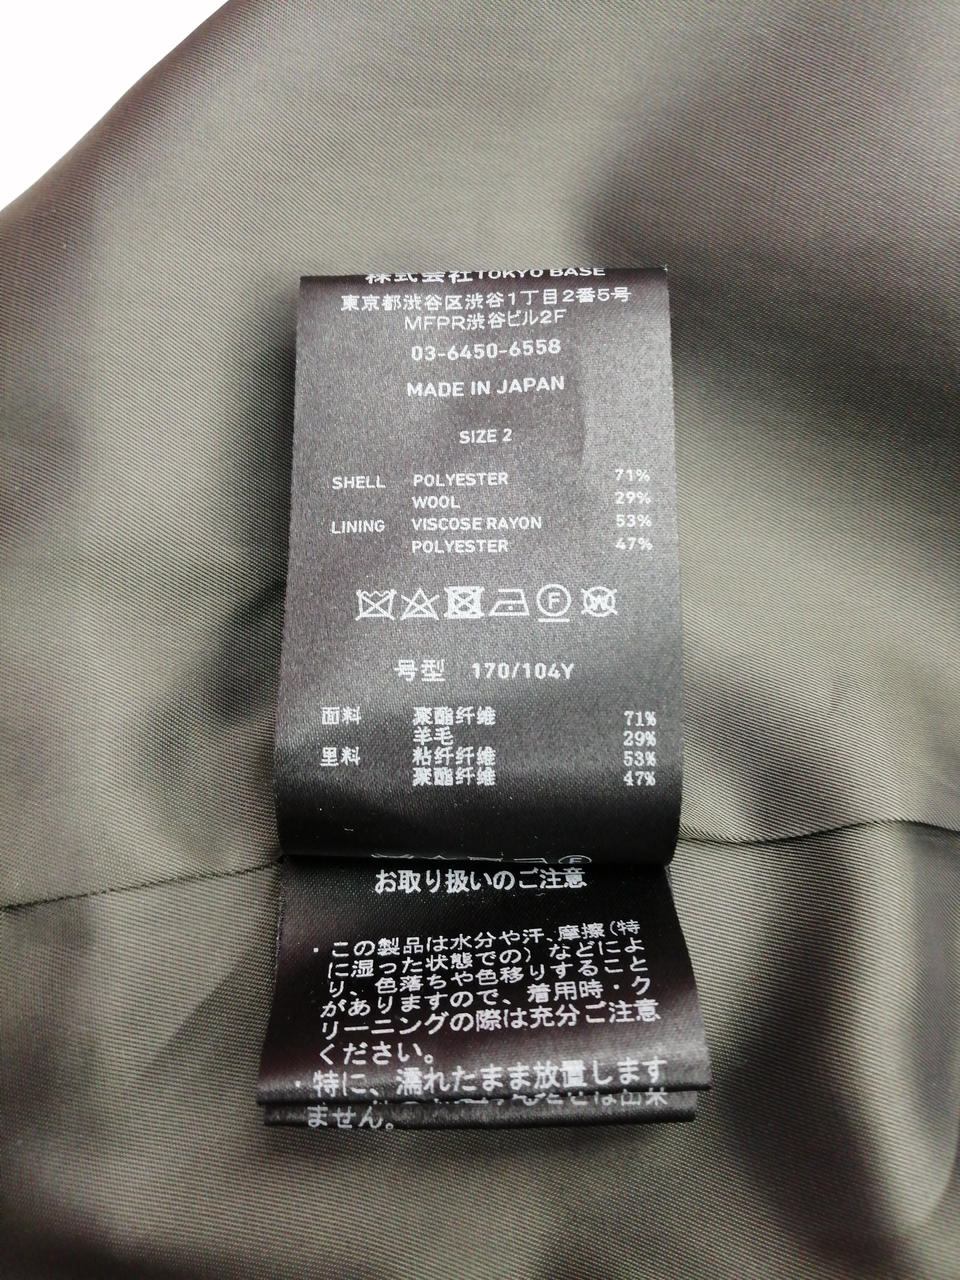 株式会社TOKYO BASE
東京都渋谷区渋谷1丁目2番5号
MFPR渋谷ビル2F
03-6450-6558
MADE IN JAPAN
SIZE 2
SHELL POLYESTER 71%
WOOL 29%
LINING VISCOSE RAYON 53%
POLYESTER 47%
F W
号型 170/104Y
面料 聚酯纤维 71%
羊毛 29%
里料 粘纤纤维 53%
聚酯纤维 47%
お取り扱いのご注意
・この製品は水分や汗、摩擦(特
に湿った状態での)などによ
り、色落ちや色移りすること
がありますので、着用時・ク
リーニングの際は充分ご注意
ください。
・特に、濡れたまま放置します
ません。